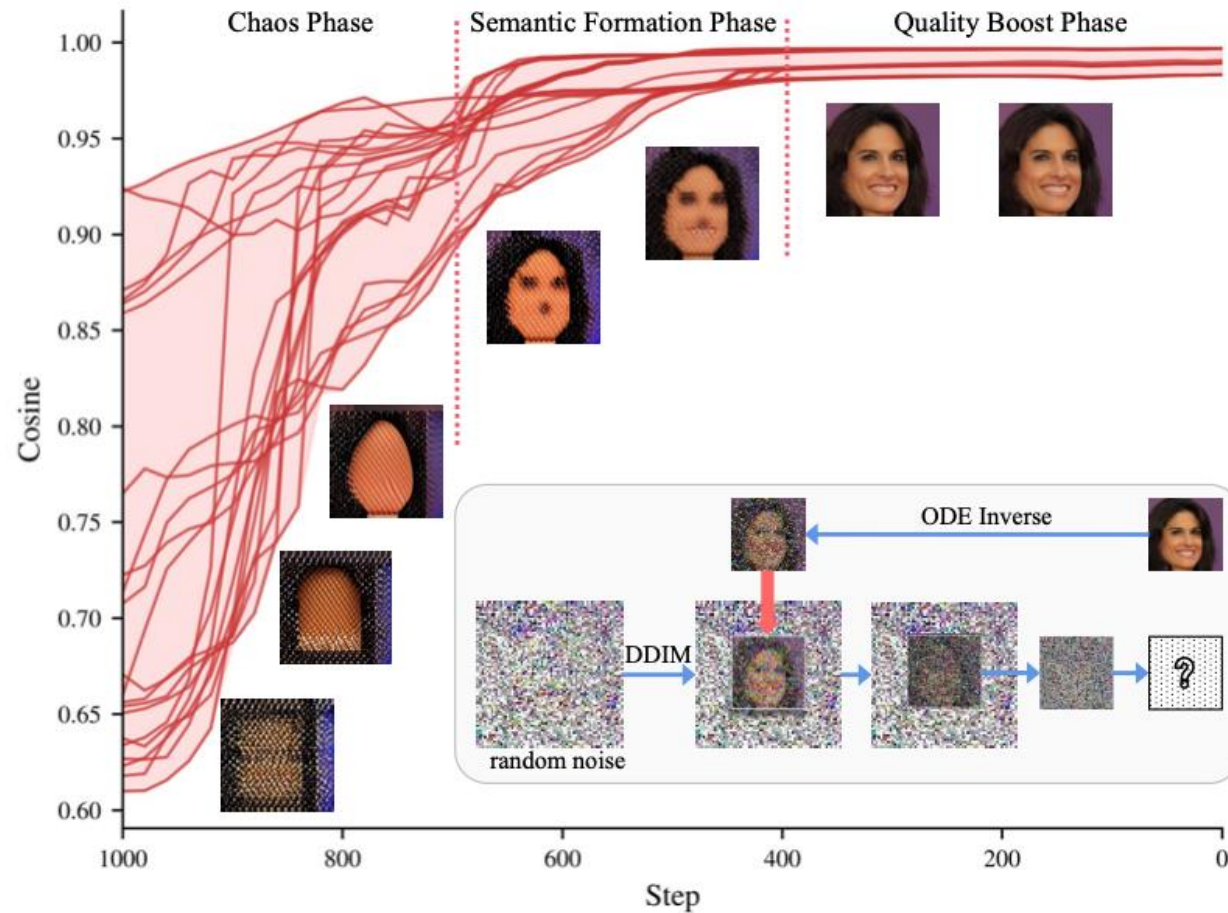 Chaos Phase
Semantic Formation Phase
Quality Boost Phase
1.00
0.95
0.90
0.85
0.80
0.75
0.70
0.65
0.60
Cosine
ODE Inverse
DDIM
random noise
?
1000
800
600
400
200
0
Step